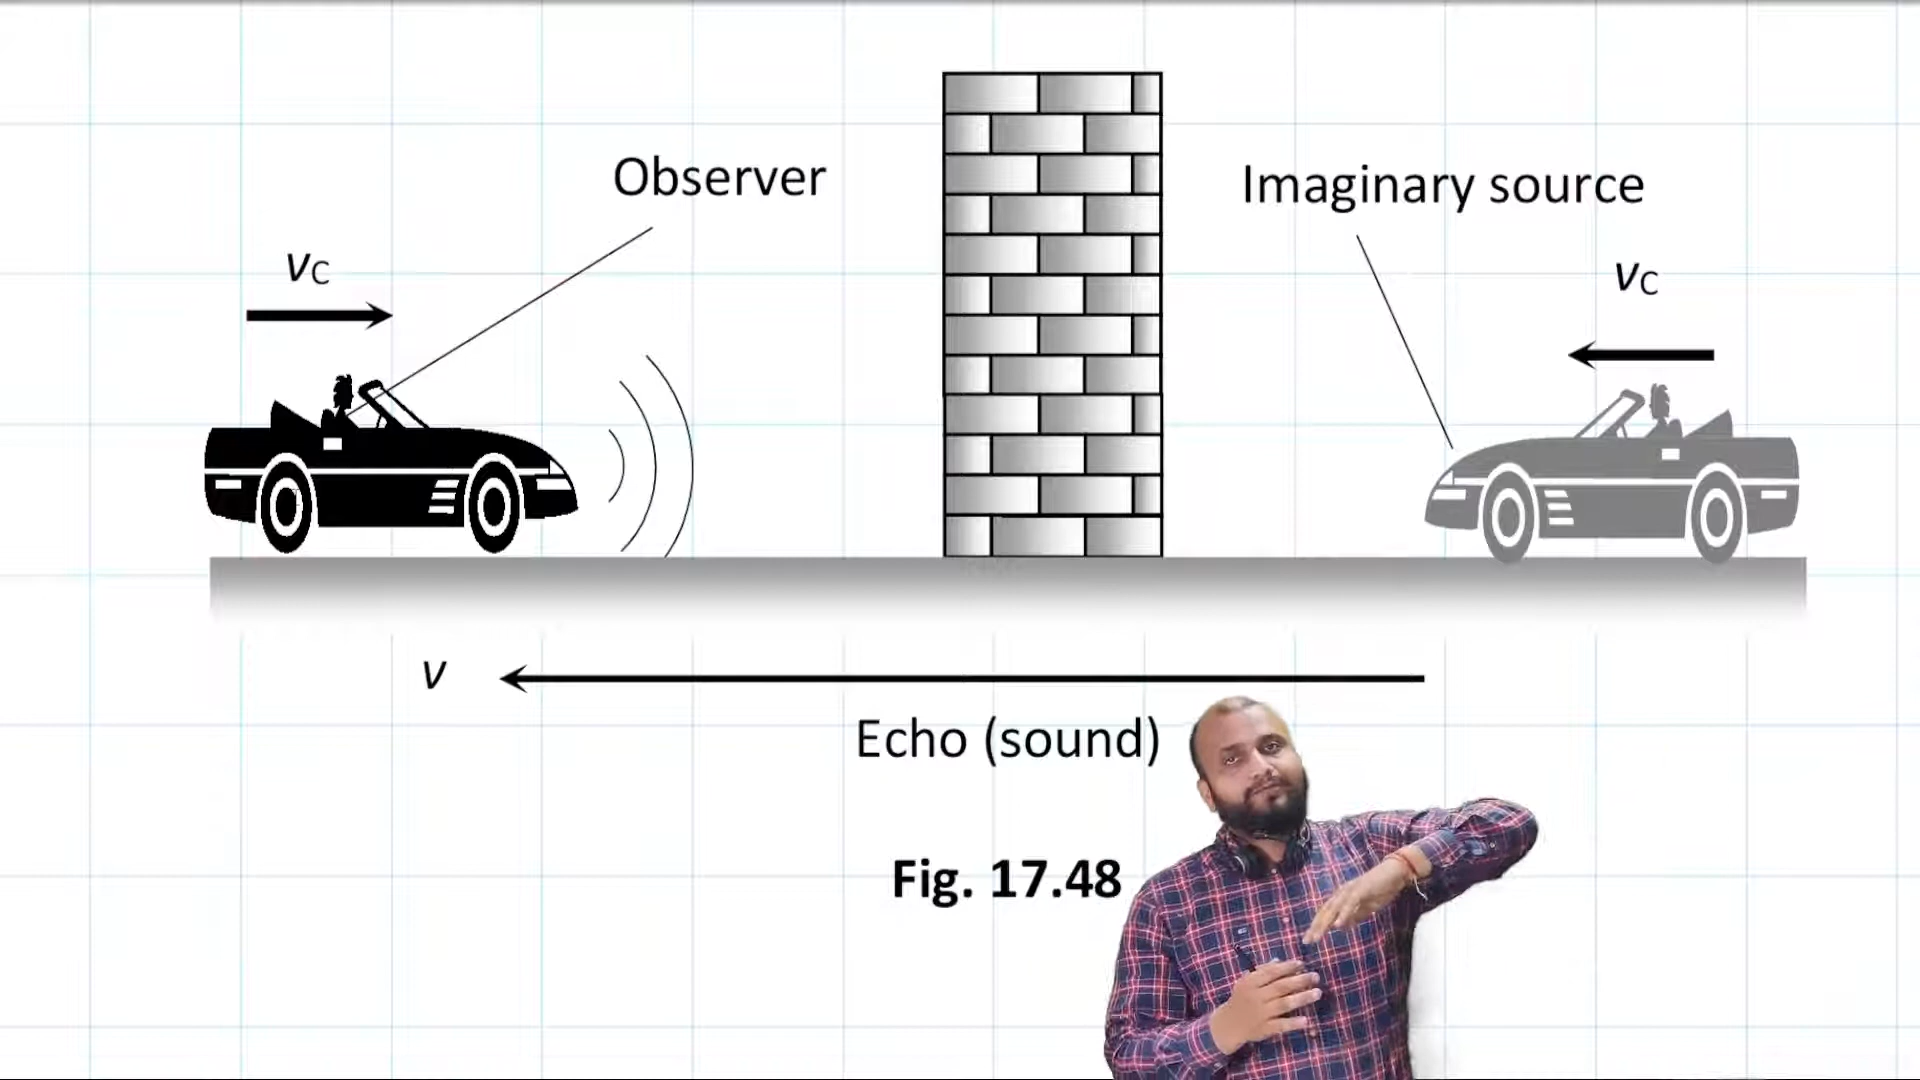 Observer
Imaginary source
vC
vC
v
Echo (sound)
Fig. 17.48